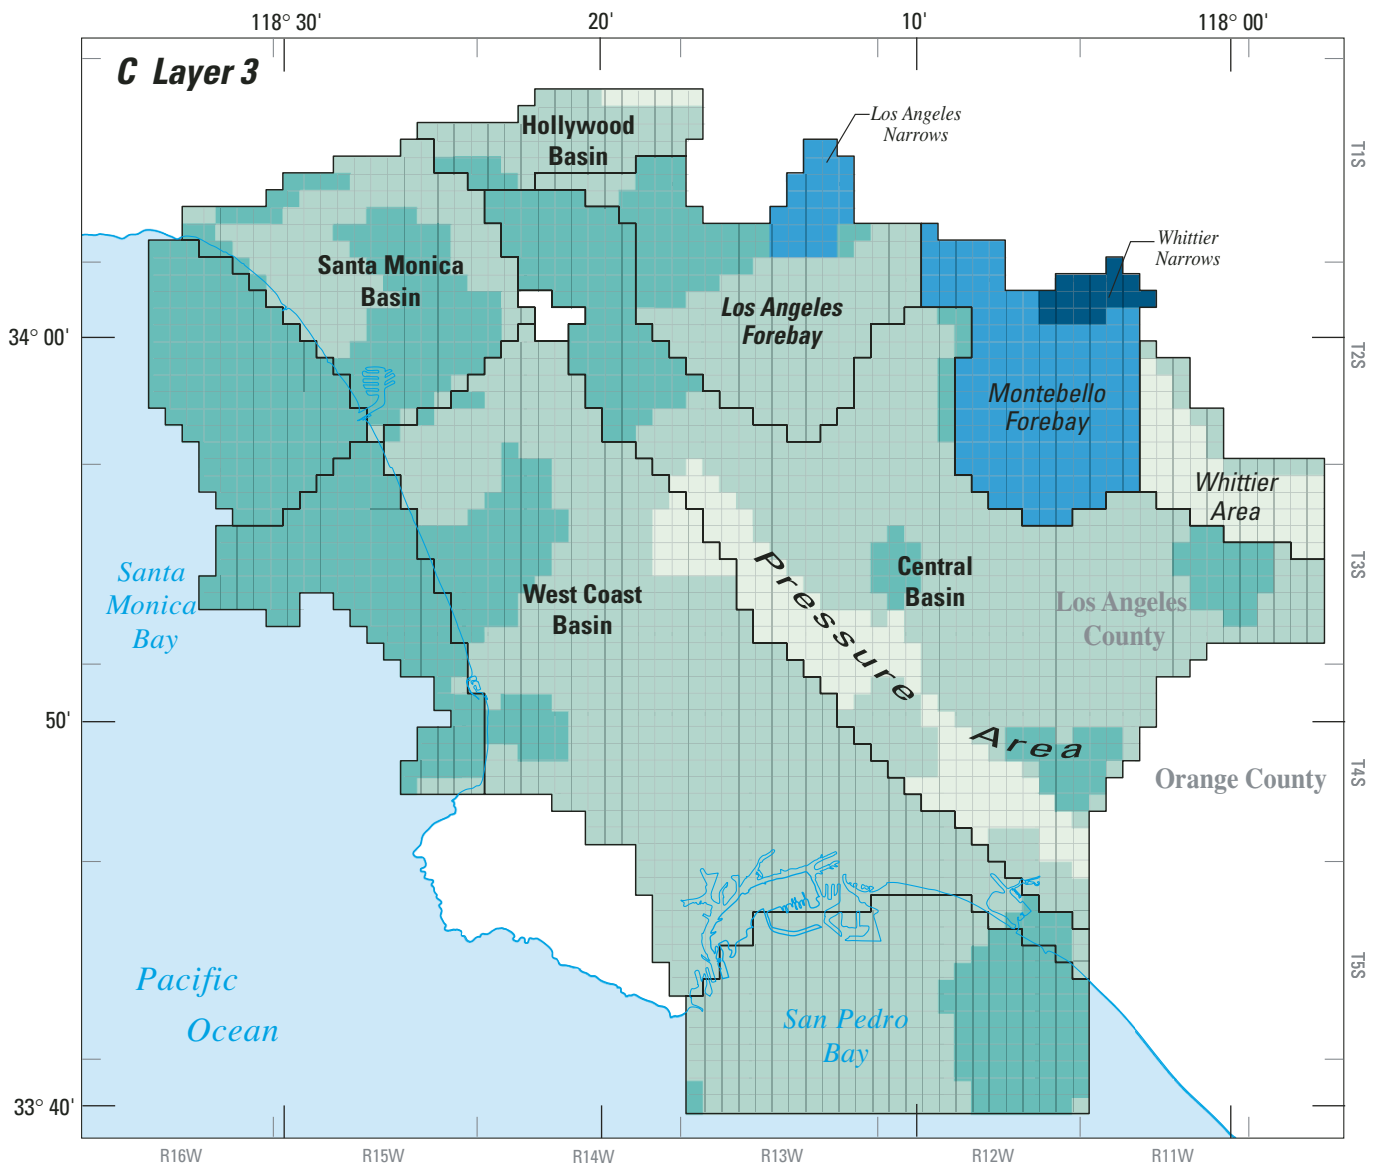 118° 30'
20'
10'
118° 00'
C Layer 3
Hollywood
Basin
Los Angeles
Narrows
T1S
Whittier
Narrows
Santa Monica
Basin
Los Angeles
Forebay
34° 00'
T2S
Montebello
Forebay
Whittier
Area
Santa
Monica
Bay
Pressure
Area
Central
Basin
T3S
West Coast
Basin
Los Angeles
County
50'
Orange County
T4S
Pacific
Ocean
San Pedro
Bay
T5S
33° 40'
R16W
R15W
R14W
R13W
R12W
R11W